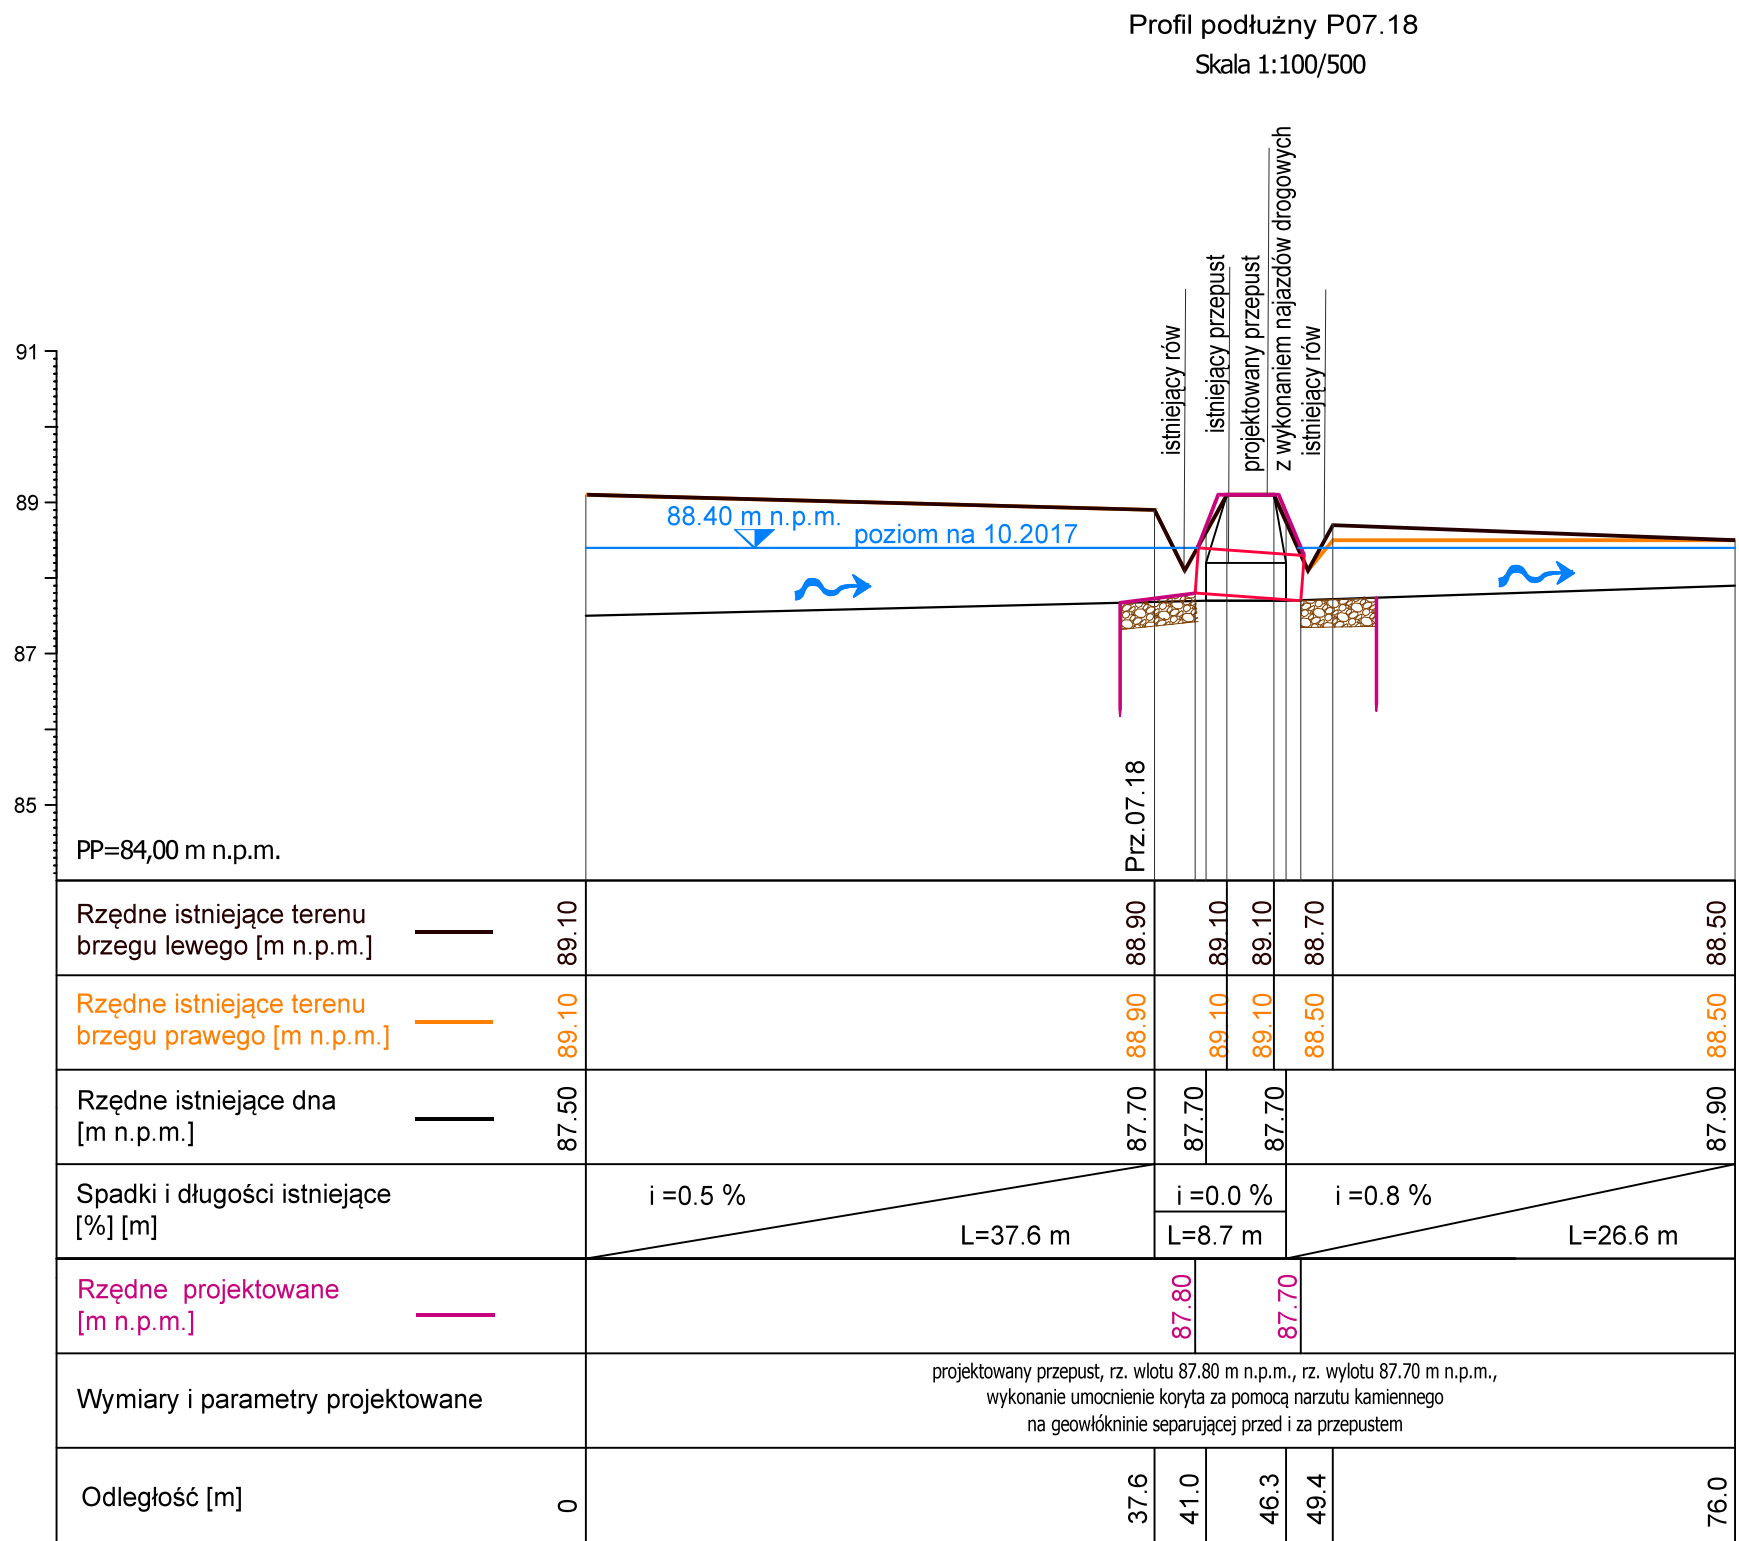 Profil podłużny P07.18
Skala 1:100/500
istniejący rów
istniejący przepust
projektowany przepust
z wykonaniem najazdów drogowych
istniejący rów
91
89
87
85
88.40 m n.p.m.
poziom na 10.2017
Prz.07.18
PP=84,00 m n.p.m.
Rzędne istniejące terenu
brzegu lewego [m n.p.m.]
89.10 88.90 89.10 89.10 88.70 88.50
Rzędne istniejące terenu
brzegu prawego [m n.p.m.]
89.10 88.90 89.10 89.10 88.50 88.50
Rzędne istniejące dna
[m n.p.m.]
87.50 87.70 87.70 87.70 87.90
Spadki i długości istniejące
[%] [m]
i =0.5 % i =0.0 % i =0.8 %
L=37.6 m L=8.7 m L=26.6 m
Rzędne projektowane
[m n.p.m.]
87.80 87.70
Wymiary i parametry projektowane
projektowany przepust, rz. wlotu 87.80 m n.p.m., rz. wylotu 87.70 m n.p.m.,
wykonanie umocnienie koryta za pomocą narzutu kamiennego
na geowłókninie separującej przed i za przepustem
Odległość [m]
0 37.6 41.0 46.3 49.4 76.0